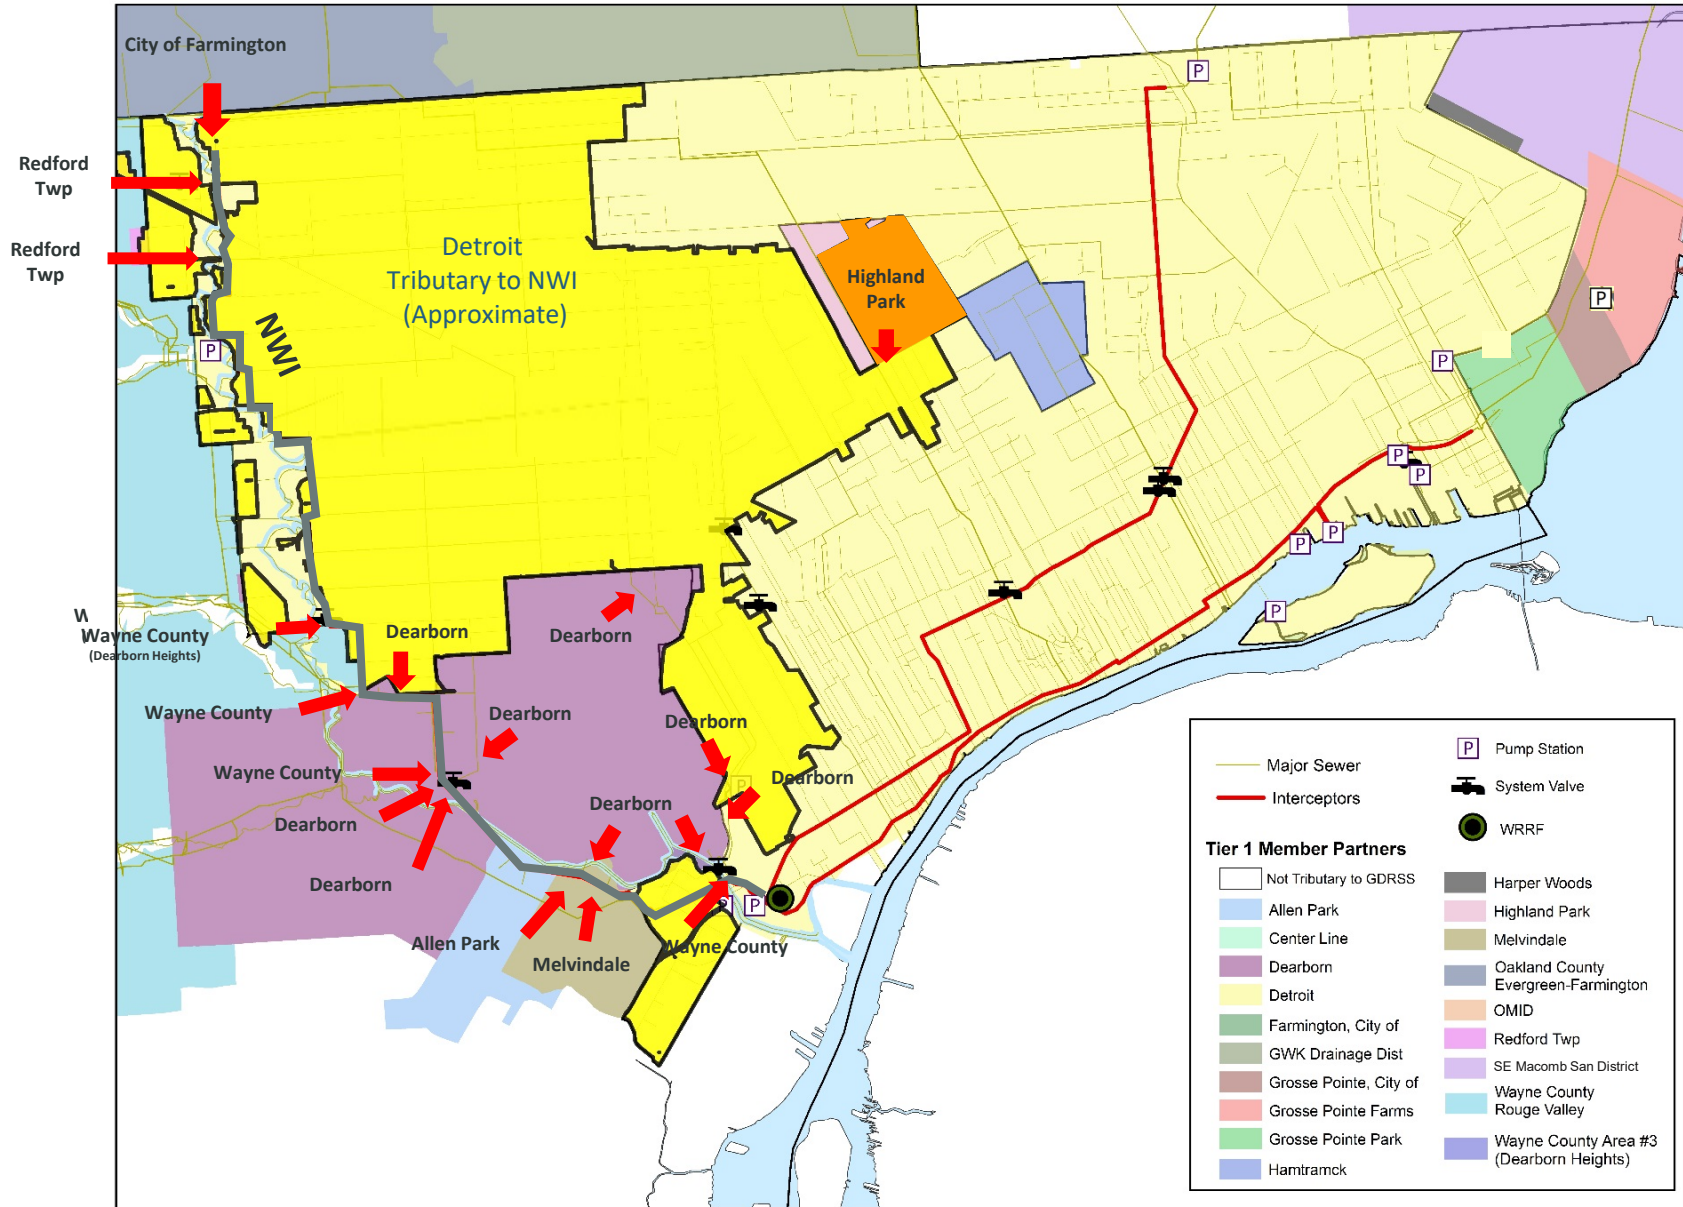 City of Farmington
P
Redford
Twp
Redford
Twp
Detroit
Tributary to NWI
(Approximate)
Highland
Park
P
NWI
P
P
P
P
P
P
P
W
Wayne County
(Dearborn Heights)
Dearborn
Dearborn
Wayne County
Dearborn
Dearborn
Wayne County
P
Dearborn
Dearborn
Dearborn
Dearborn
P
P
Allen Park
Wayne County
Melvindale
Major Sewer
Interceptors
P
Pump Station
System Valve
WRRF
Tier 1 Member Partners
Not Tributary to GDRSS
Allen Park
Center Line
Dearborn
Detroit
Farmington, City of
GWK Drainage Dist
Grosse Pointe, City of
Grosse Pointe Farms
Grosse Pointe Park
Hamtramck
Harper Woods
Highland Park
Melvindale
Oakland County
Evergreen-Farmington
OMID
Redford Twp
SE Macomb San District
Wayne County
Rouge Valley
Wayne County Area #3
(Dearborn Heights)